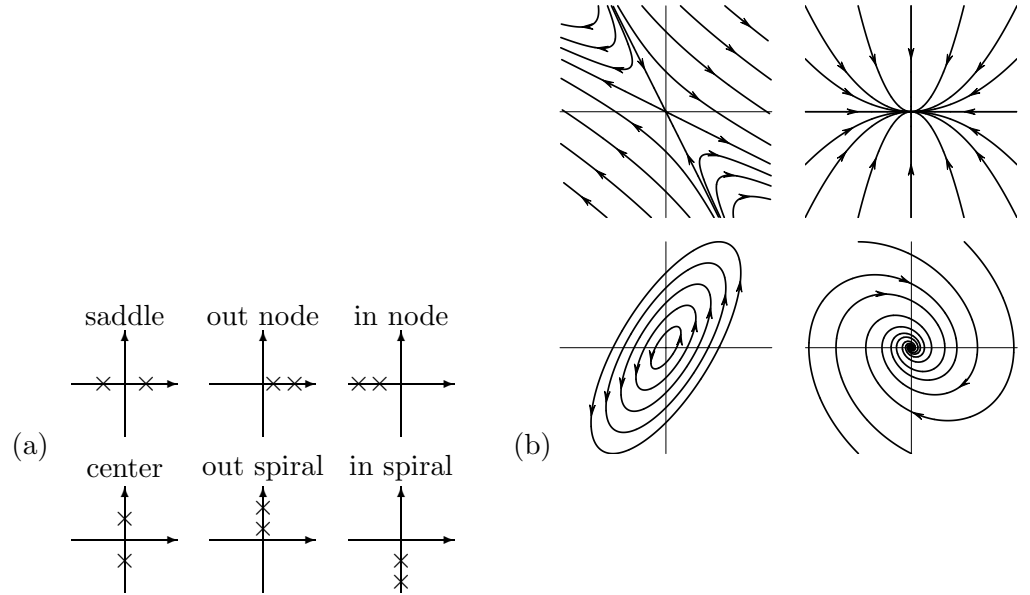 saddle out node in node
(a)
center out spiral in spiral
(b)